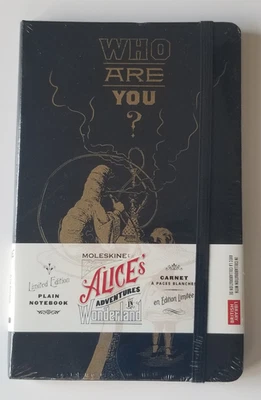 WHO
ARE
YOU
?
MOLESKINE
Limited Edition
PLAIN
NOTEBOOK
ALICE'S
ADVENTURES
IN
Wonderland
CARNET
À PAGES BLANCHES
en Édition Limitée